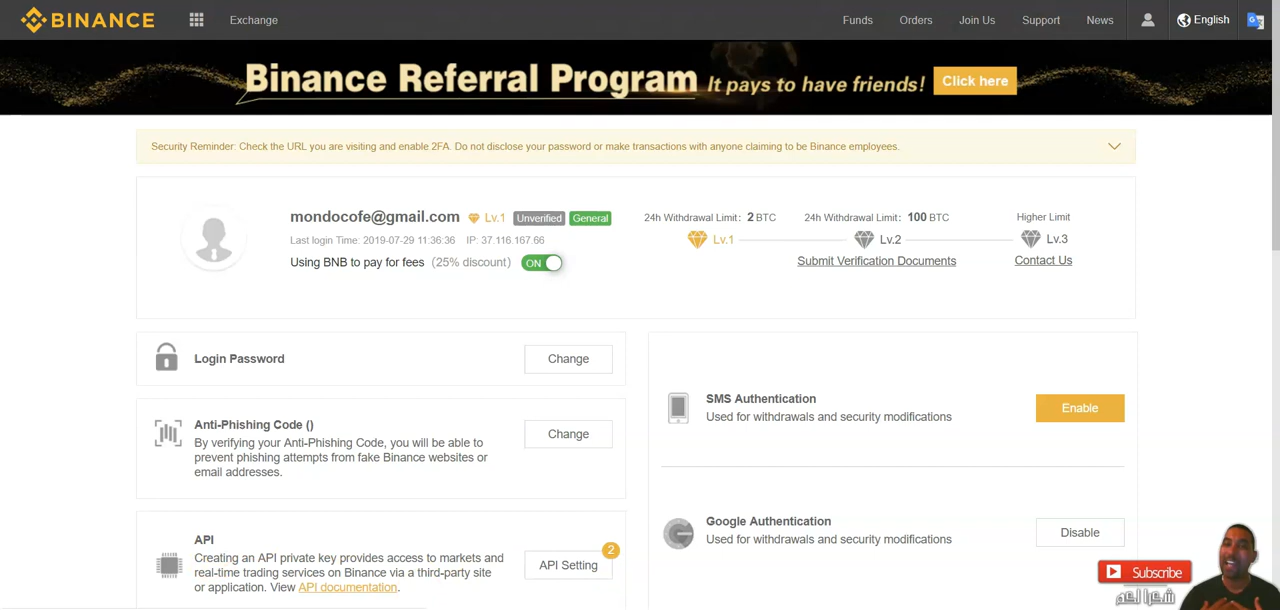 BINANCE
Exchange
Funds
Orders
Join Us
Support
News
English
Binance Referral Program It pays to have friends! Click here
Security Reminder: Check the URL you are visiting and enable 2FA. Do not disclose your password or make transactions with anyone claiming to be Binance employees.
mondocofe@gmail.com Lv.1 Unverified General
Last login Time: 2019-07-29 11:36:36 IP: 37.116.167.66
Using BNB to pay for fees (25% discount) ON
24h Withdrawal Limit: 2 BTC
Lv.1
24h Withdrawal Limit: 100 BTC
Lv.2
Submit Verification Documents
Higher Limit
Lv.3
Contact Us
Login Password
Change
Anti-Phishing Code ()
By verifying your Anti-Phishing Code, you will be able to
prevent phishing attempts from fake Binance websites or
email addresses.
Change
API
Creating an API private key provides access to markets and
real-time trading services on Binance via a third-party site
or application. View API documentation.
2
API Setting
SMS Authentication
Used for withdrawals and security modifications
Enable
Google Authentication
Used for withdrawals and security modifications
Disable
Subscribe
شكرا لكم